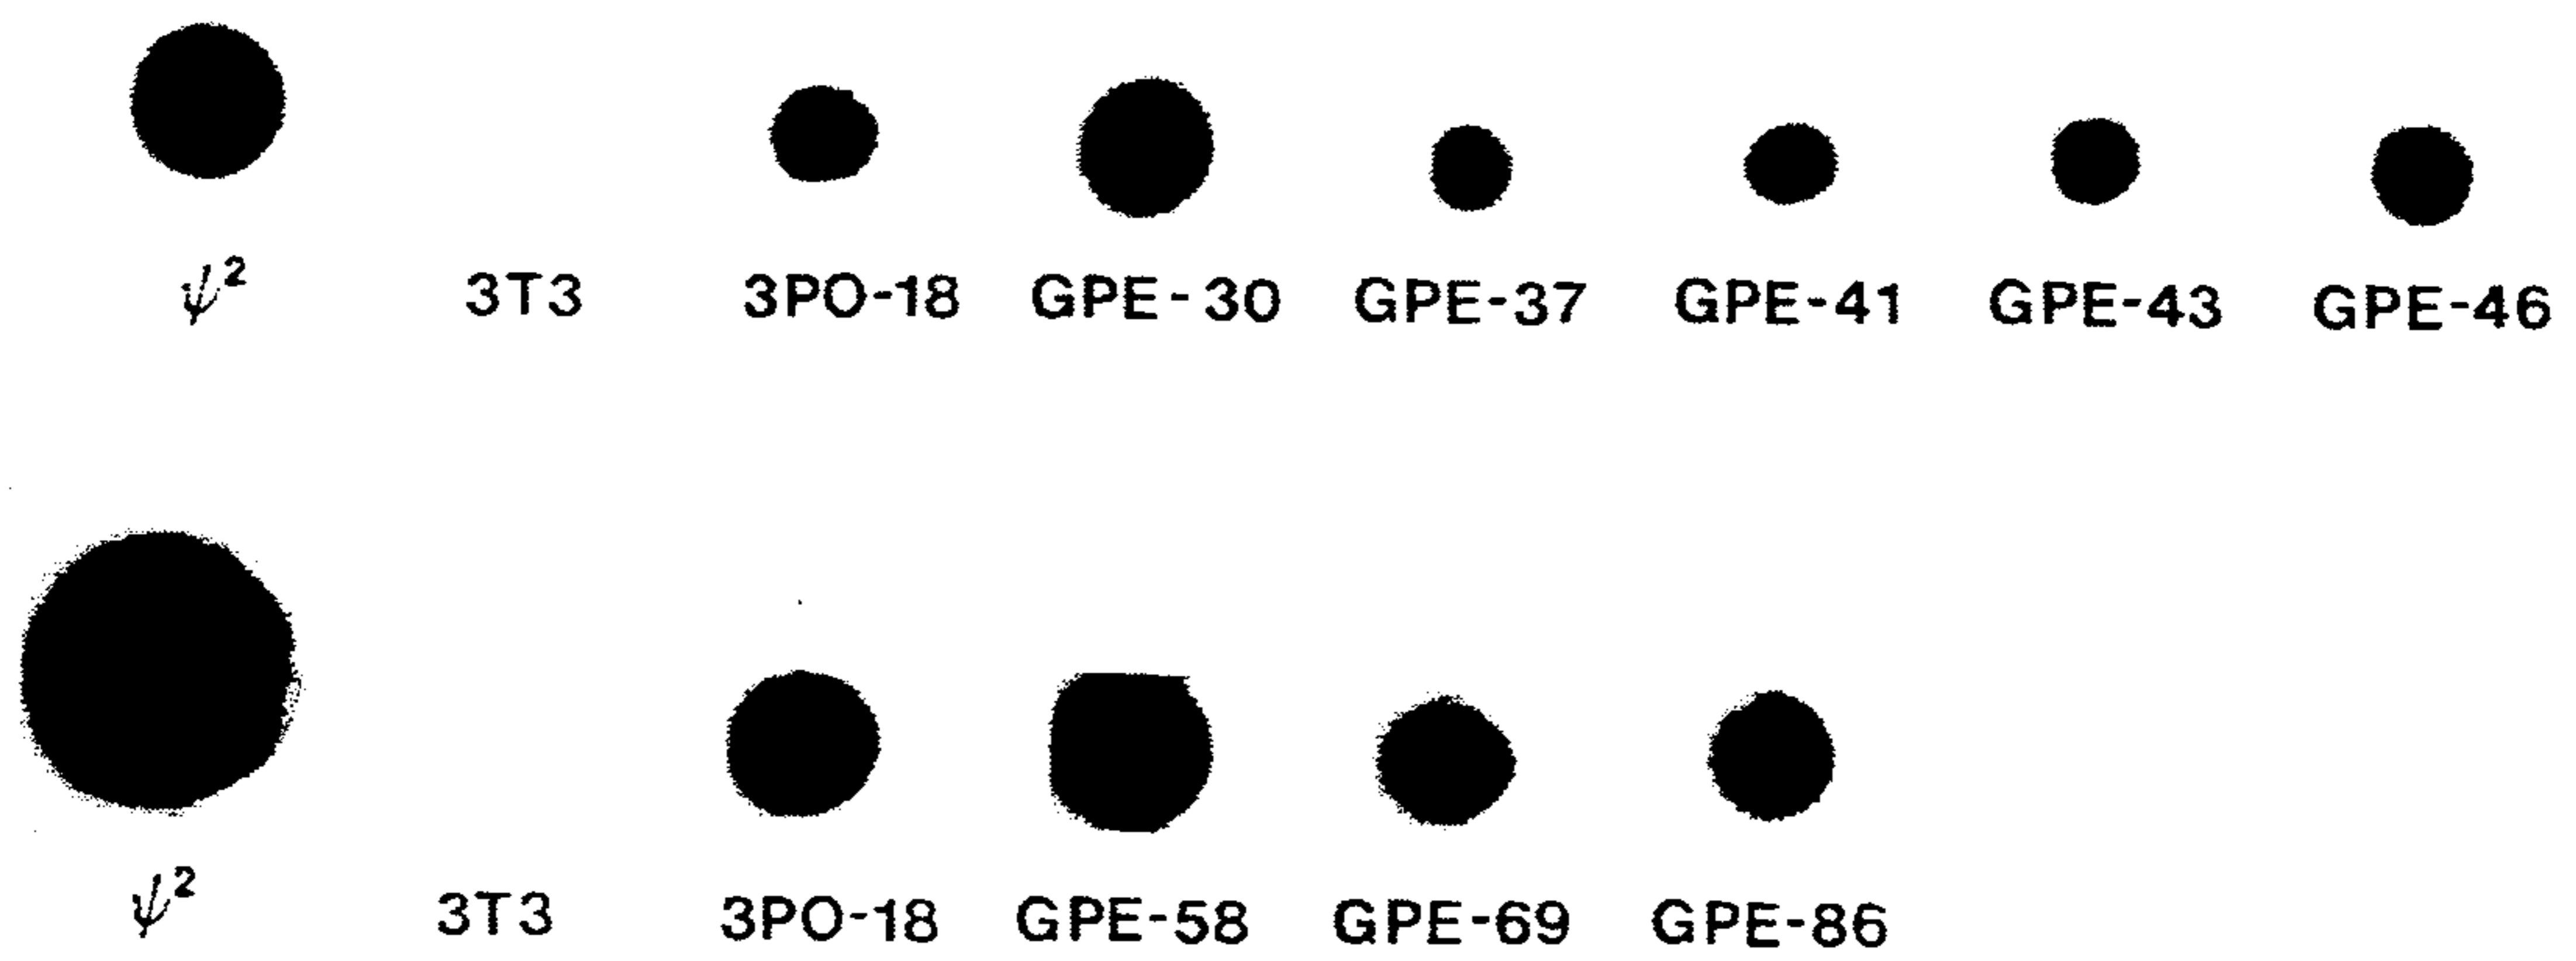 ψ² 3T3 3PO-18 GPE-30 GPE-37 GPE-41 GPE-43 GPE-46
ψ² 3T3 3PO-18 GPE-58 GPE-69 GPE-86